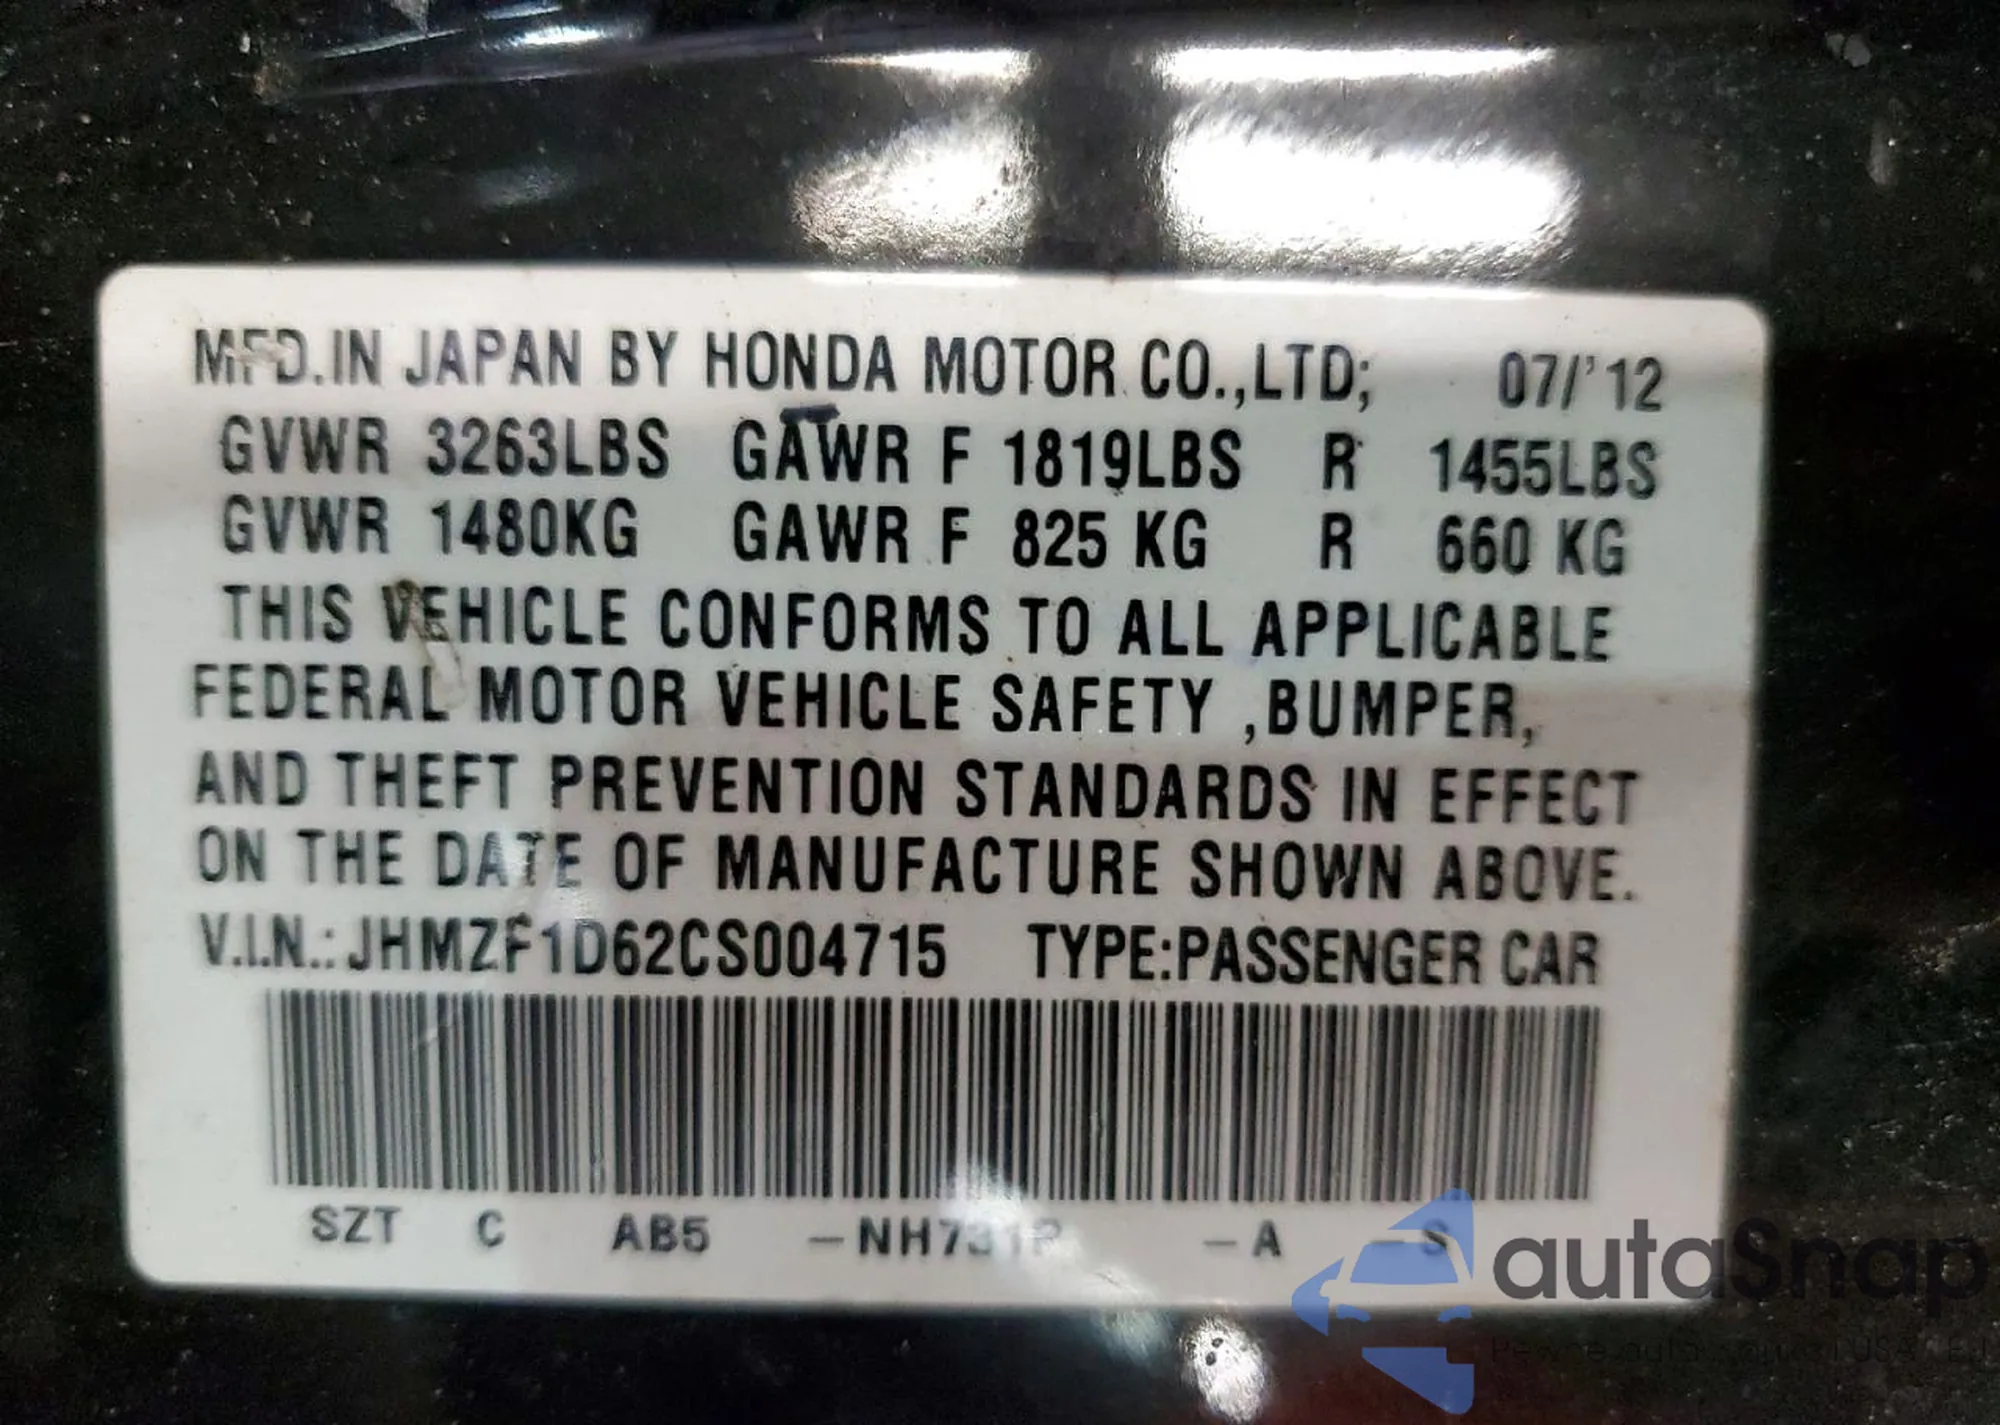 MFD.IN JAPAN BY HONDA MOTOR CO.,LTD; 07/'12
GVWR 3263LBS GAWR F 1819LBS R 1455LBS
GVWR 1480KG GAWR F 825 KG R 660 KG
THIS VEHICLE CONFORMS TO ALL APPLICABLE
FEDERAL MOTOR VEHICLE SAFETY ,BUMPER,
AND THEFT PREVENTION STANDARDS IN EFFECT
ON THE DATE OF MANUFACTURE SHOWN ABOVE.
V.I.N.: JHMZF1D62CS004715 TYPE:PASSENGER CAR
SZT C AB5 –NH731P –A –S
autaSnap